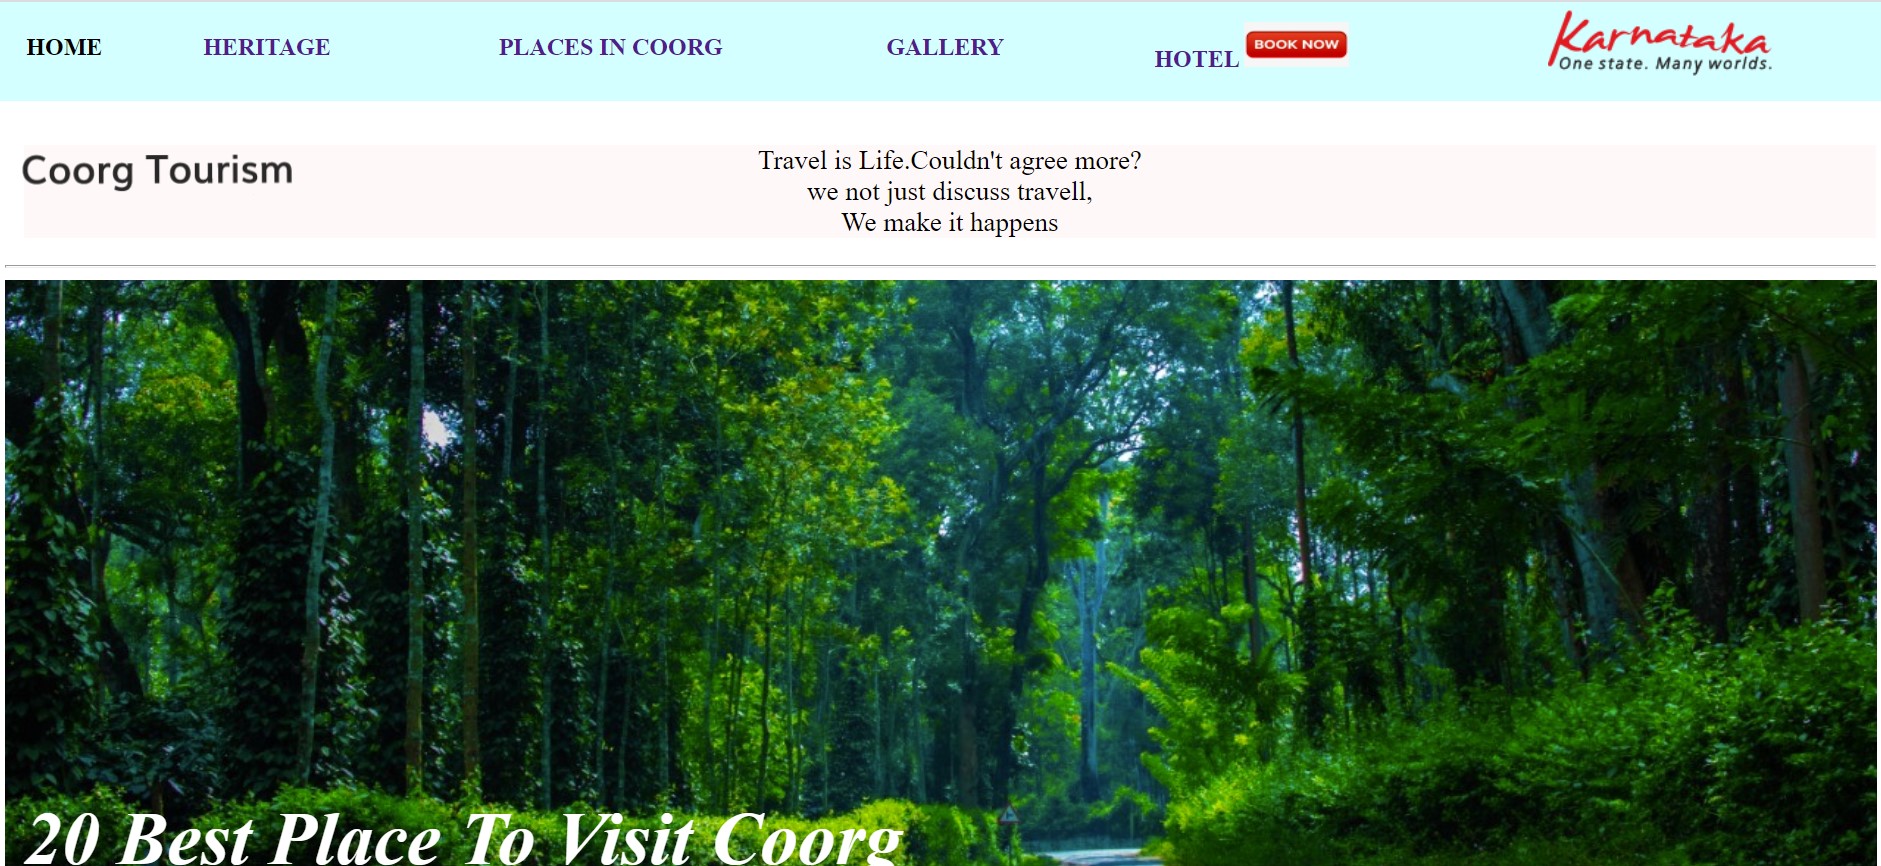 HOME HERITAGE PLACES IN COORG GALLERY HOTEL BOOK NOW
Karnataka
One state. Many worlds.
Coorg Tourism
Travel is Life.Couldn't agree more?
we not just discuss travell,
We make it happens
20 Best Place To Visit Coorg